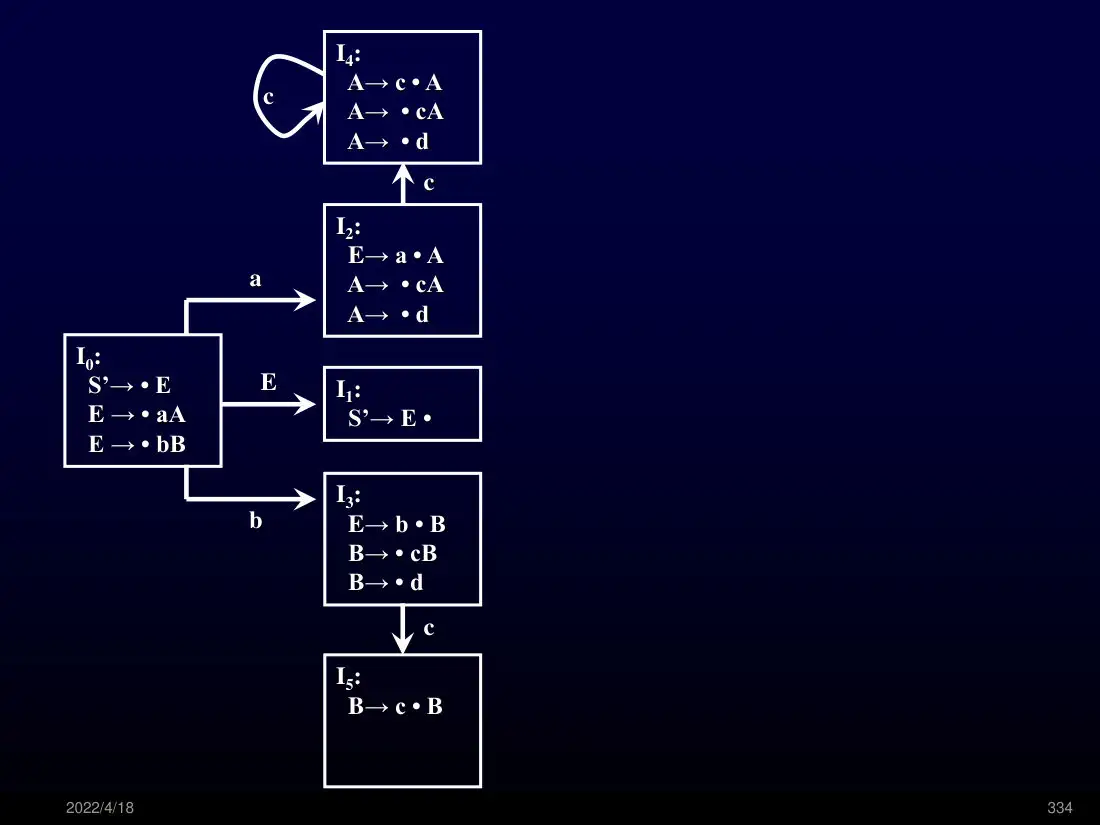 I4:
A→ c • A
A→ • cA
A→ • d
c
c
I2:
E→ a • A
A→ • cA
A→ • d
a
I0:
S’→ • E
E → • aA
E → • bB
E
I1:
S’→ E •
b
I3:
E→ b • B
B→ • cB
B→ • d
c
I5:
B→ c • B
2022/4/18
334